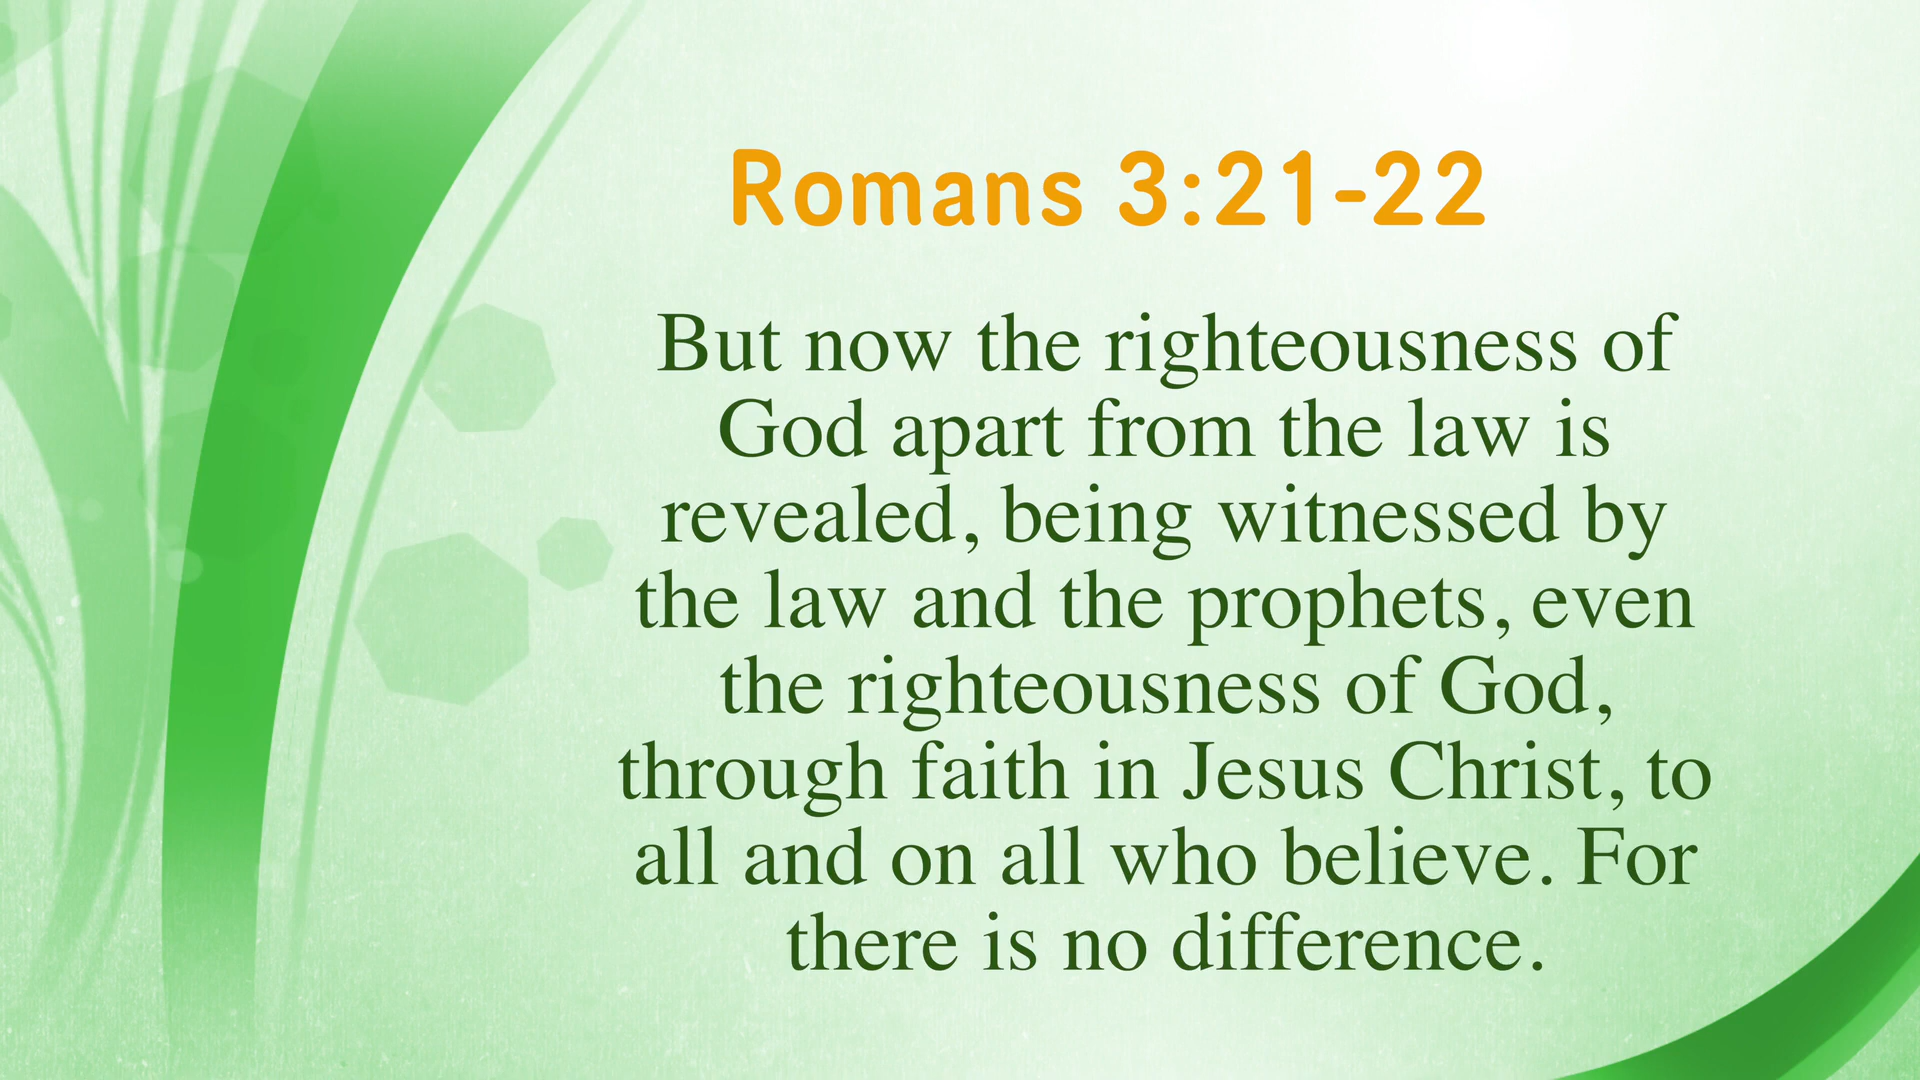 Romans 3:21-22
But now the righteousness of
God apart from the law is
revealed, being witnessed by
the law and the prophets, even
the righteousness of God,
through faith in Jesus Christ, to
all and on all who believe. For
there is no difference.